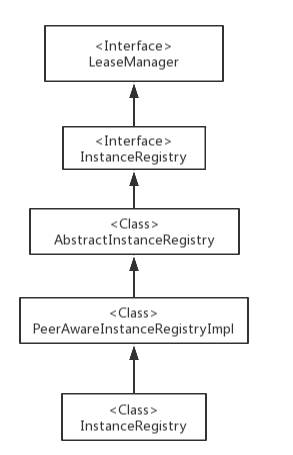 <Interface>
LeaseManager
<Interface>
InstanceRegistry
<Class>
AbstractInstanceRegistry
<Class>
PeerAwareInstanceRegistryImpl
<Class>
InstanceRegistry